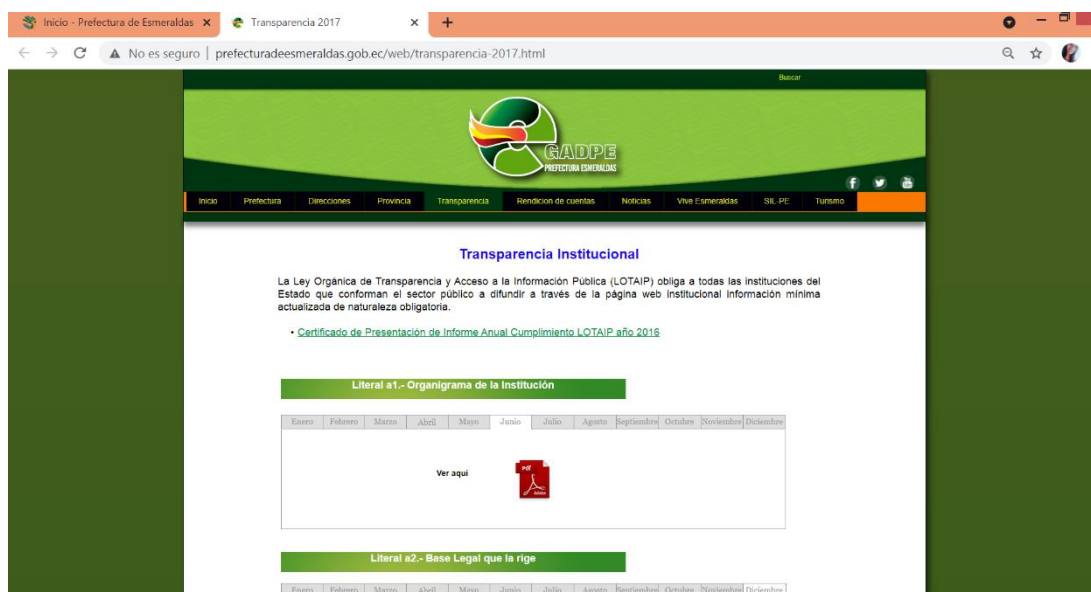 Inicio - Prefectura de Esmeraldas
Transparencia 2017
No es seguro | prefecturadeesmeraldas.gob.ec/web/transparencia-2017.html
Buscar
GADPE
PREFECTURA ESMERALDAS
Inicio Prefectura Direcciones Provincia Transparencia Rendicion de cuentas Noticias Vive Esmeraldas SIL-PE Turismo
Transparencia Institucional
La Ley Orgánica de Transparencia y Acceso a la Información Pública (LOTAIP) obliga a todas las instituciones del
Estado que conforman el sector público a difundir a través de la página web institucional información mínima
actualizada de naturaleza obligatoria.
• Certificado de Presentación de Informe Anual Cumplimiento LOTAIP año 2016
Literal a1.- Organigrama de la Institución
Enero Febrero Marzo Abril Mayo Junio Julio Agosto Septiembre Octubre Noviembre Diciembre
Ver aqui
Pdf
Adobe
Literal a2.- Base Legal que la rige
Enero Febrero Marzo Abril Mayo Junio Julio Agosto Septiembre Octubre Noviembre Diciembre